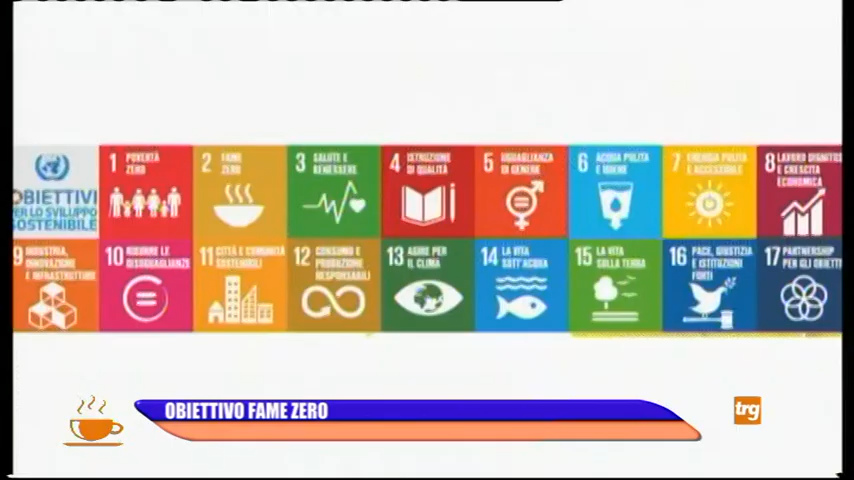 OBIETTIVI
PER LO SVILUPPO
SOSTENIBILE
1 POVERTÀ
ZERO
2 FAME
ZERO
3 SALUTE E
BENESSERE
4 ISTRUZIONE
DI QUALITÀ
5 UGUAGLIANZA
DI GENERE
6 ACQUA PULITA
E IGIENE
7 ENERGIA PULITA
E ACCESSIBILE
8 LAVORO DIGNITOS
E CRESCITA
ECONOMICA
9 INDUSTRIA,
INNOVAZIONE
E INFRASTRUTTURE
10 RIDURRE LE
DISUGUAGLIANZE
11 CITTÀ E COMUNITÀ
SOSTENIBILI
12 CONSUMO E
PRODUZIONE
RESPONSABILI
13 AGIRE PER
IL CLIMA
14 LA VITA
SOTT'ACQUA
15 LA VITA
SULLA TERRA
16 PACE, GIUSTIZIA
E ISTITUZIONI
FORTI
17 PARTNERSHIP
PER GLI OBIETTI
OBIETTIVO FAME ZERO
trg